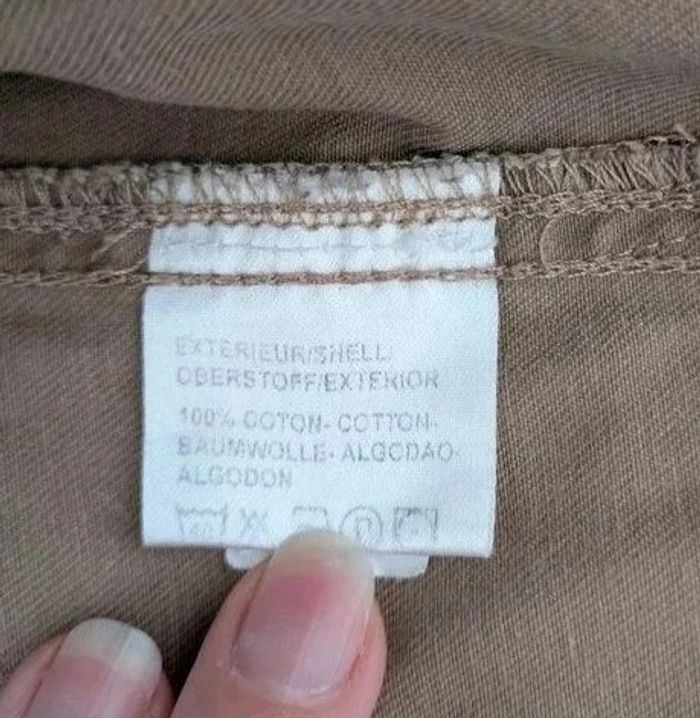 EXTERIEUR/SHELL/
OBERSTOFF/EXTERIOR
100% COTON- COTTON-
BAUMWOLLE- ALGODAO-
ALGODON